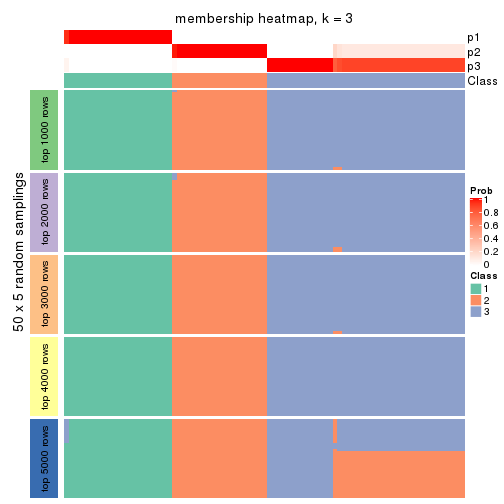 membership heatmap, k = 3
p1
p2
p3
Class
50 x 5 random samplings
top 1000 rows
top 2000 rows
top 3000 rows
top 4000 rows
top 5000 rows
Prob
1
0.8
0.6
0.4
0.2
0
Class
1
2
3